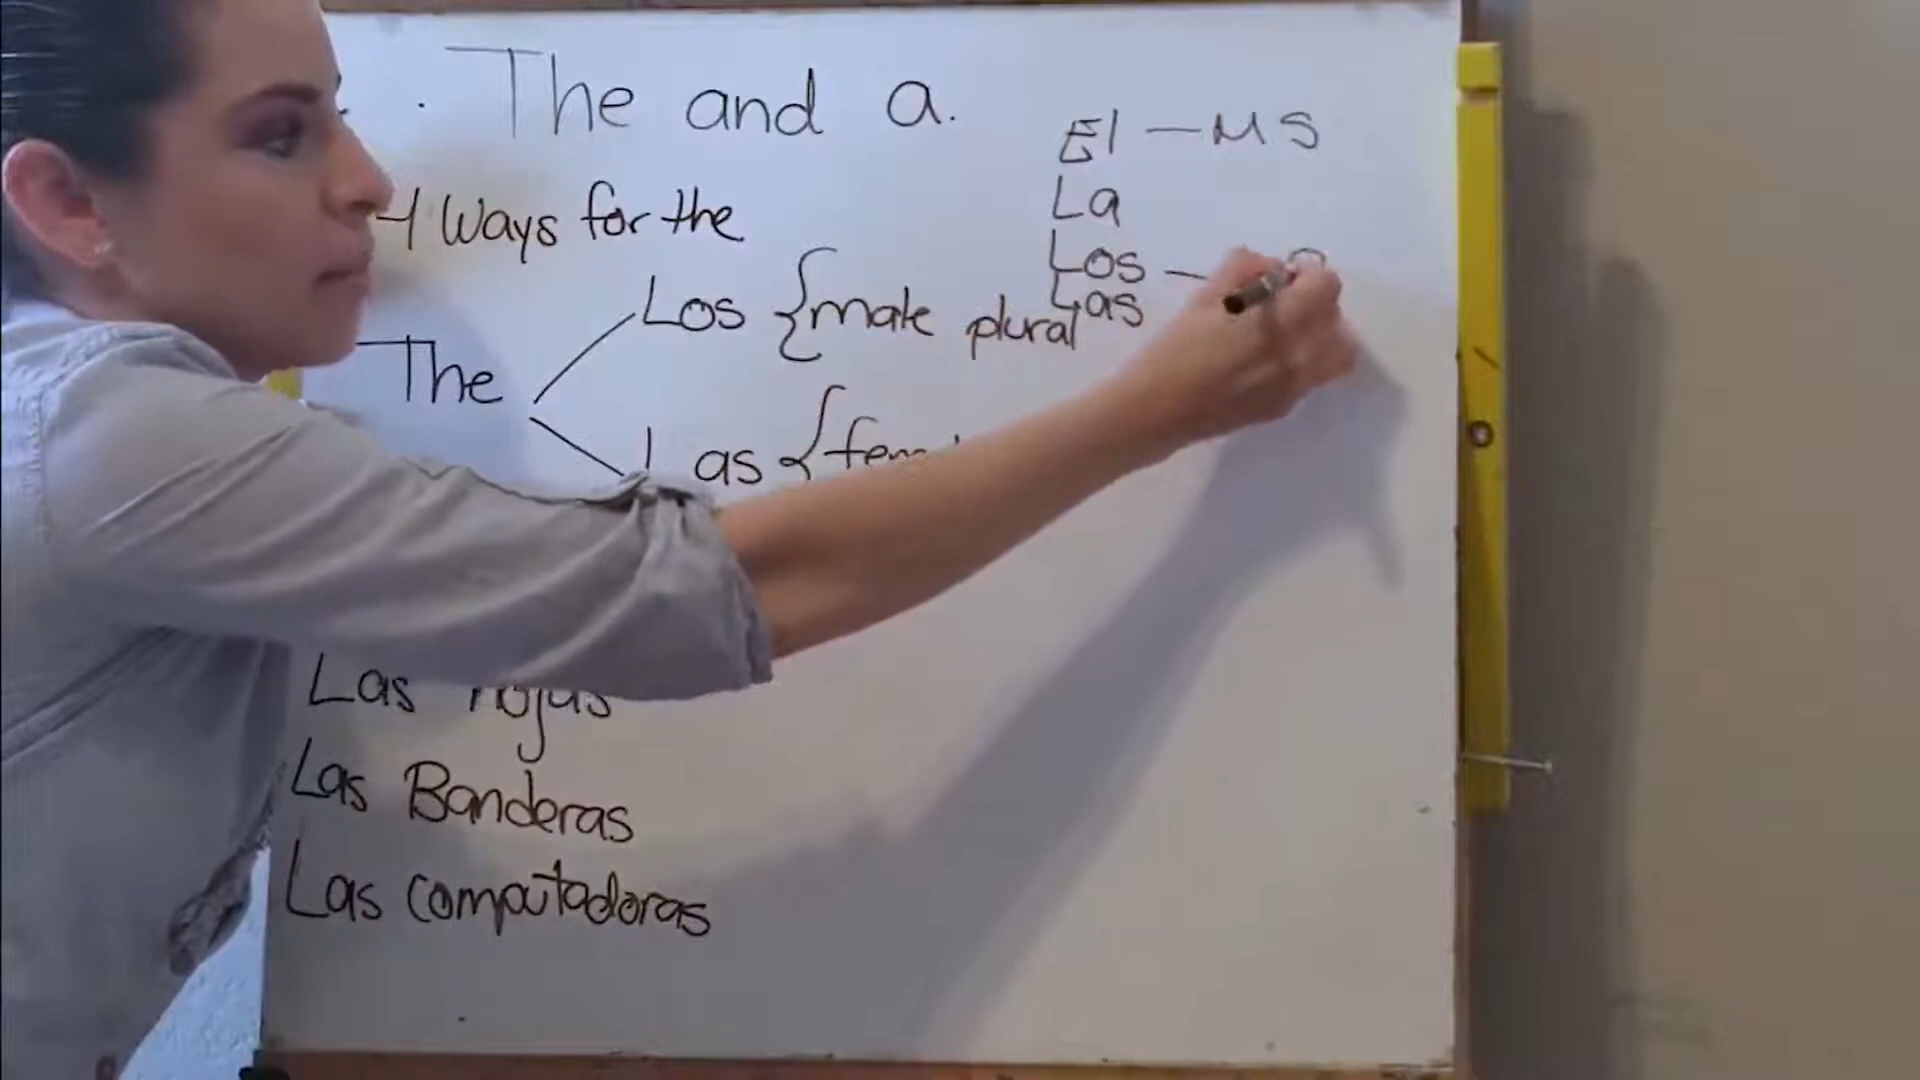 The and a.
4 Ways for the
El - MS
La
Los -
Las
The
Los { male plural
Las {
Las hojas
Las Banderas
Las computadoras